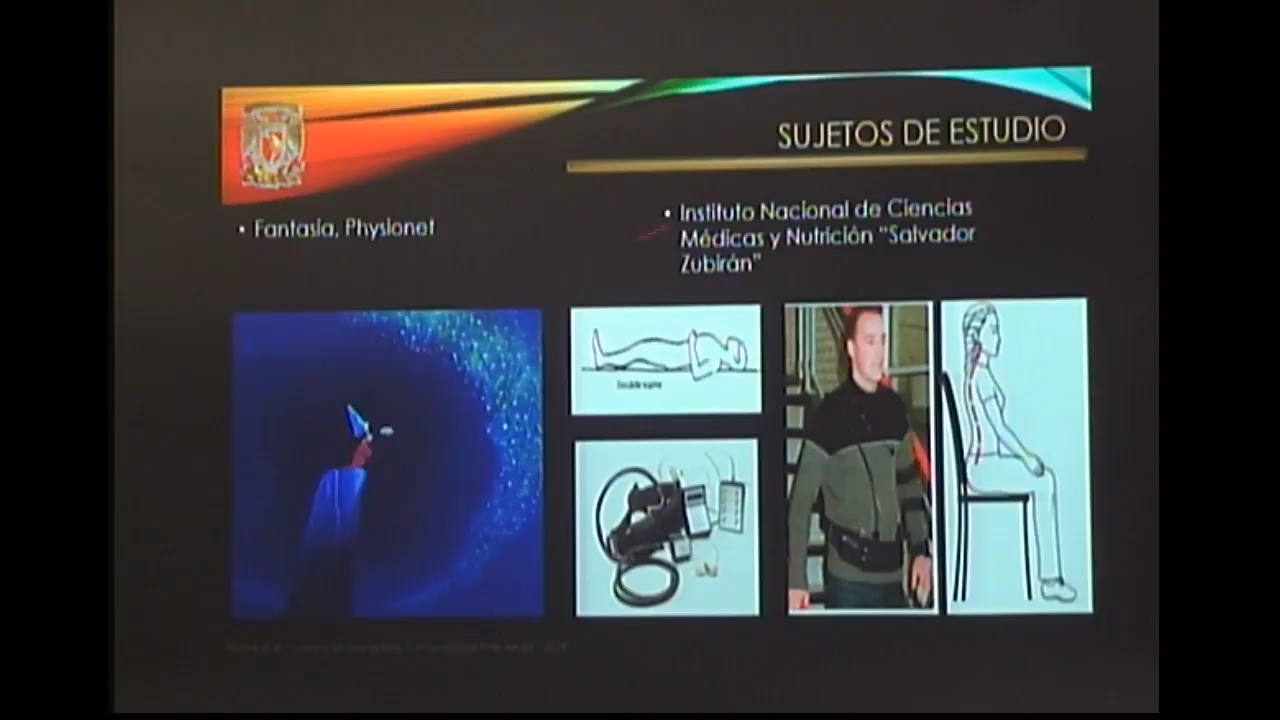 SUJETOS DE ESTUDIO
• Fantasia, Physionet
• Instituto Nacional de Ciencias
Médicas y Nutrición “Salvador
Zubirán”